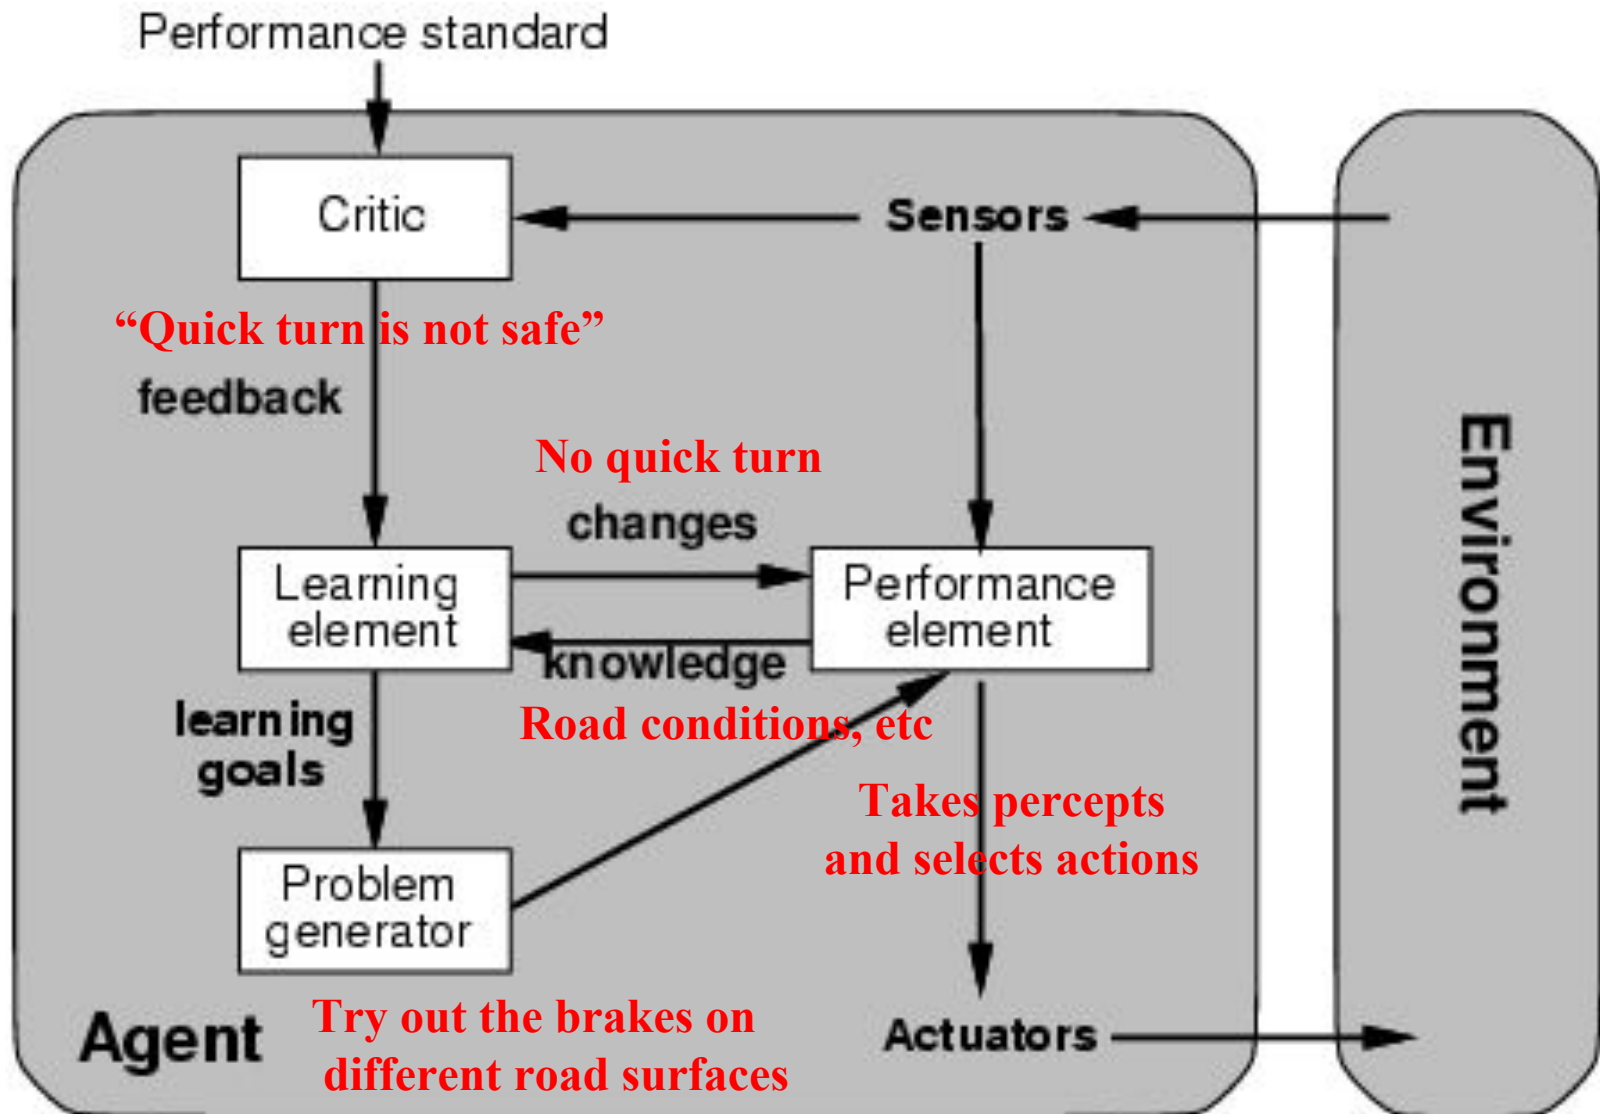 Performance standard
Critic
Sensors
“Quick turn is not safe”
feedback
No quick turn
changes
Learning
element
Performance
element
knowledge
Road conditions, etc
learning
goals
Takes percepts
and selects actions
Problem
generator
Try out the brakes on
different road surfaces
Agent
Actuators
Environment